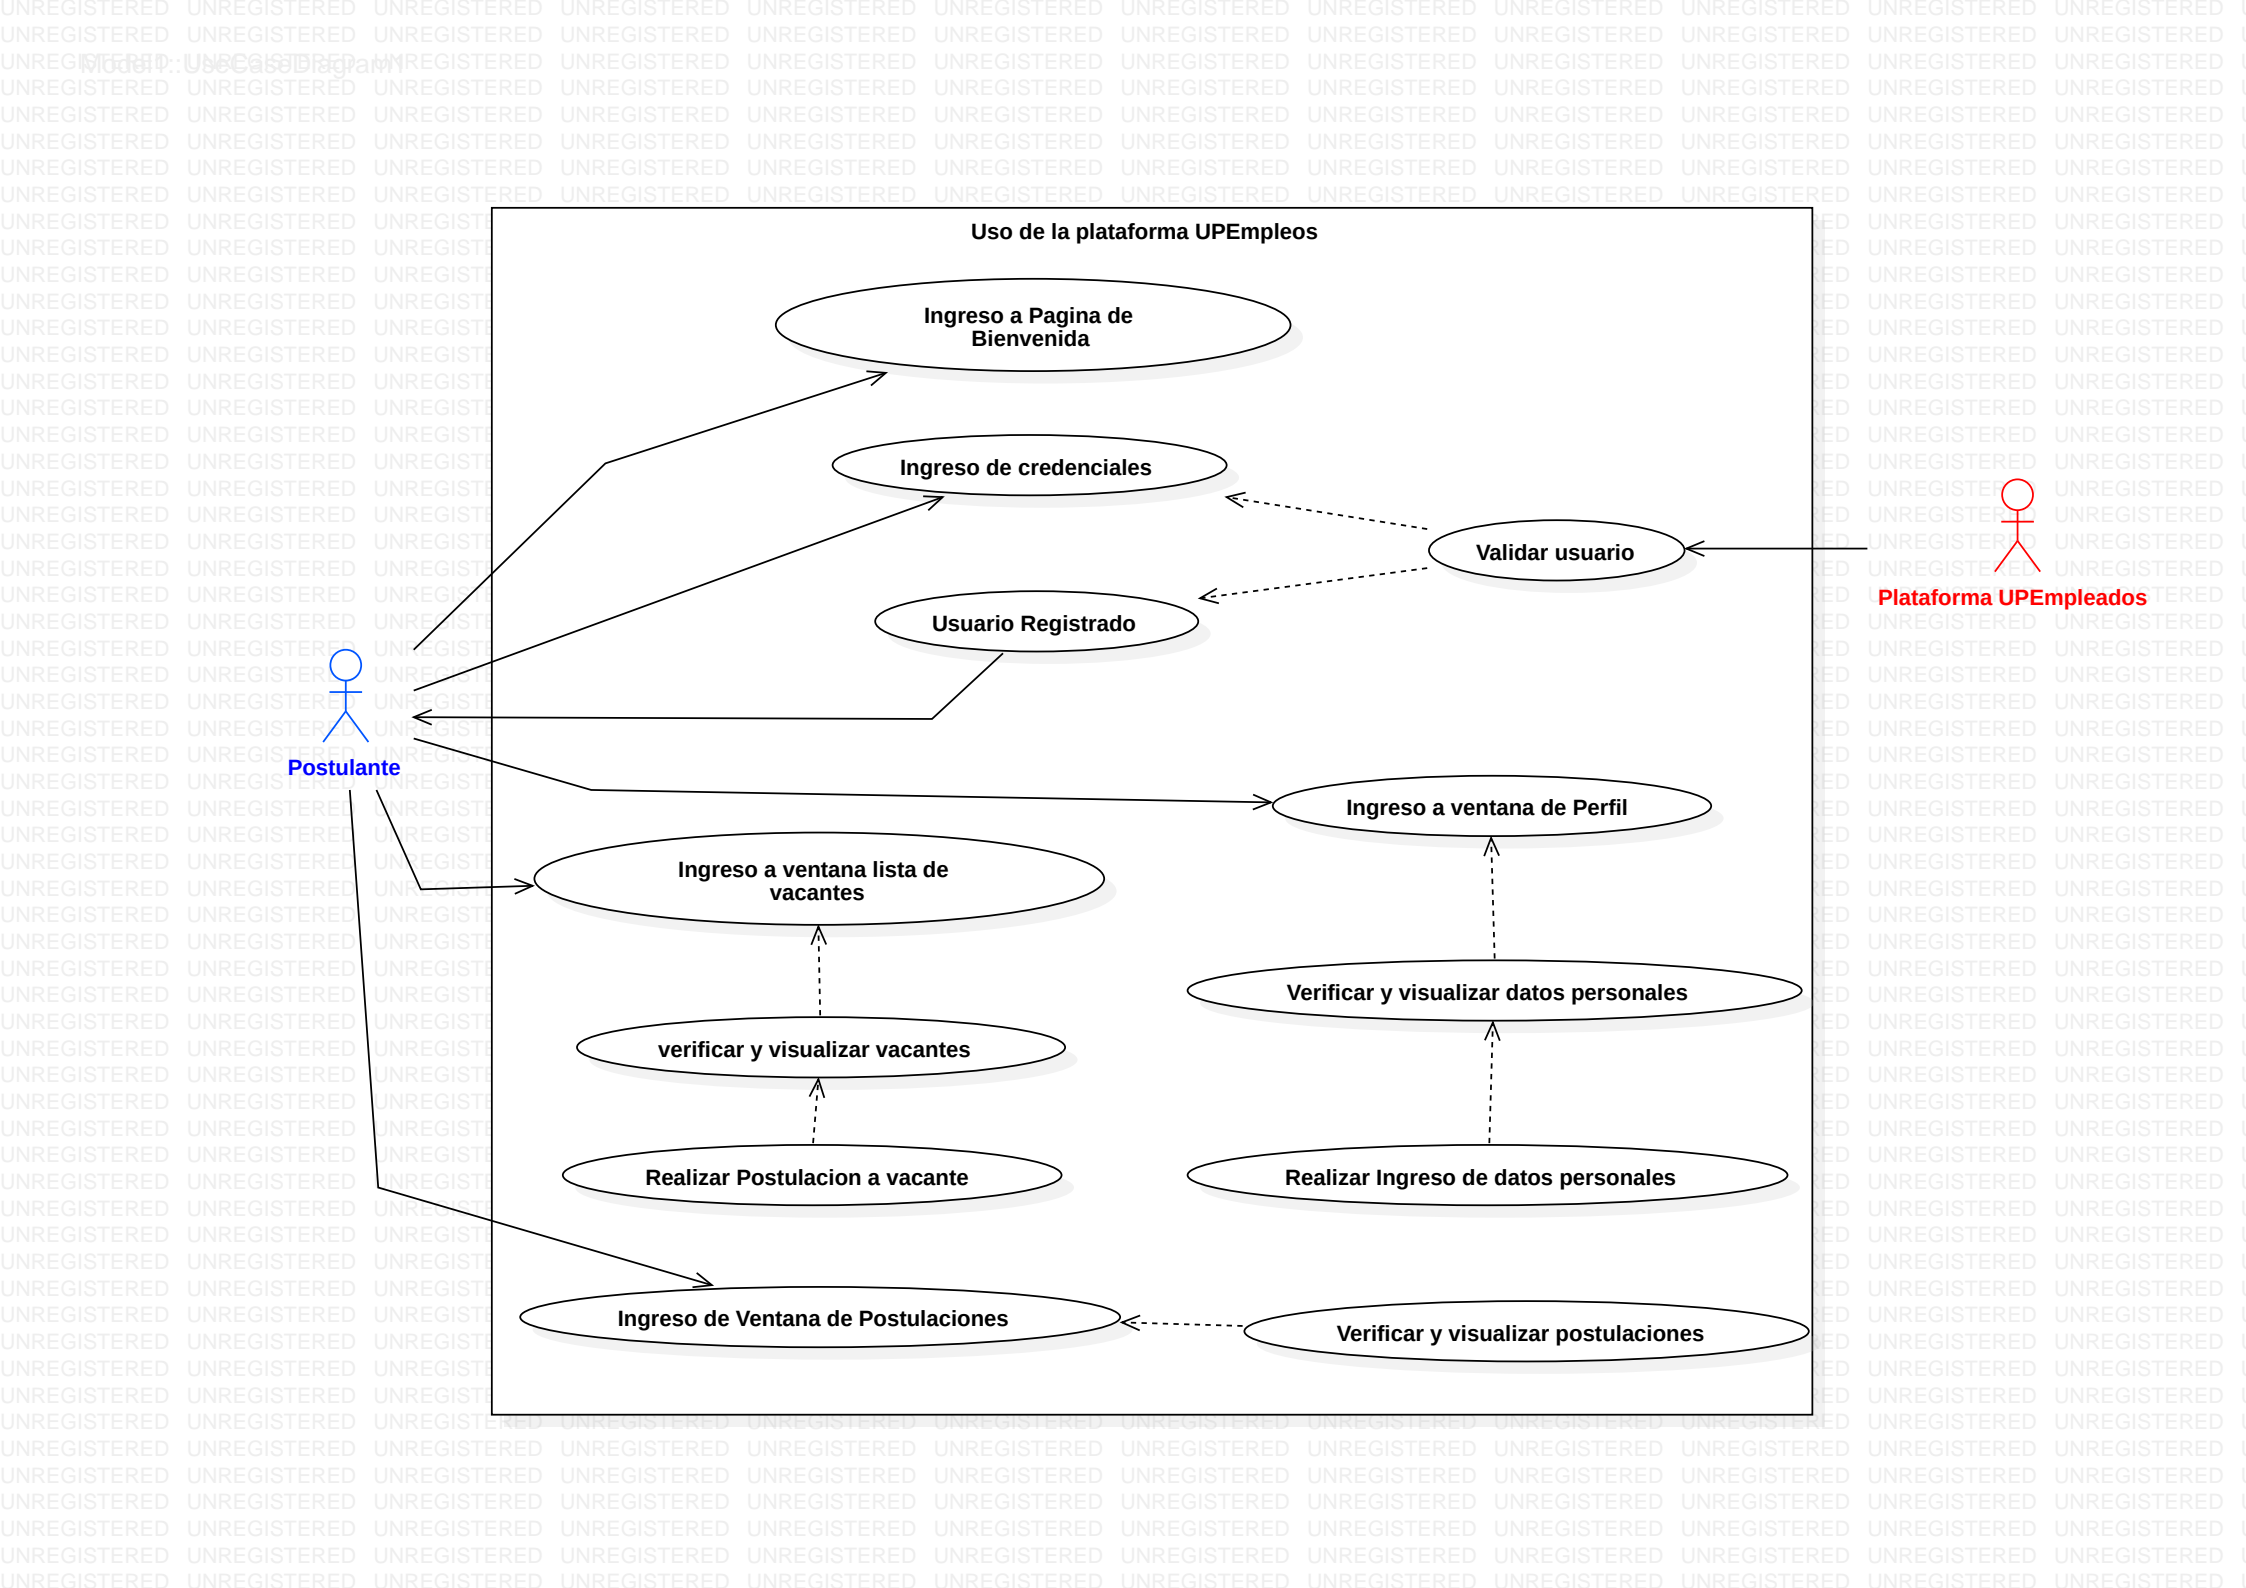 Model1::UseCaseDiagram1
Uso de la plataforma UPEmpleos
Ingreso a Pagina de
Bienvenida
Ingreso de credenciales
Validar usuario
Plataforma UPEmpleados
Usuario Registrado
Postulante
Ingreso a ventana de Perfil
Ingreso a ventana lista de
vacantes
Verificar y visualizar datos personales
verificar y visualizar vacantes
Realizar Postulacion a vacante
Realizar Ingreso de datos personales
Ingreso de Ventana de Postulaciones
Verificar y visualizar postulaciones
UNREGISTERED